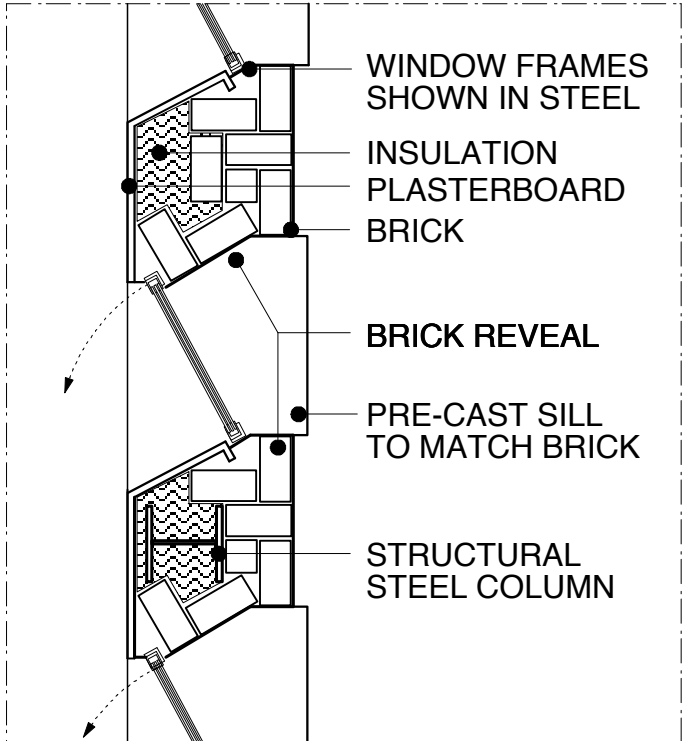 WINDOW FRAMES
SHOWN IN STEEL
INSULATION
PLASTERBOARD
BRICK
BRICK REVEAL
PRE-CAST SILL
TO MATCH BRICK
STRUCTURAL
STEEL COLUMN